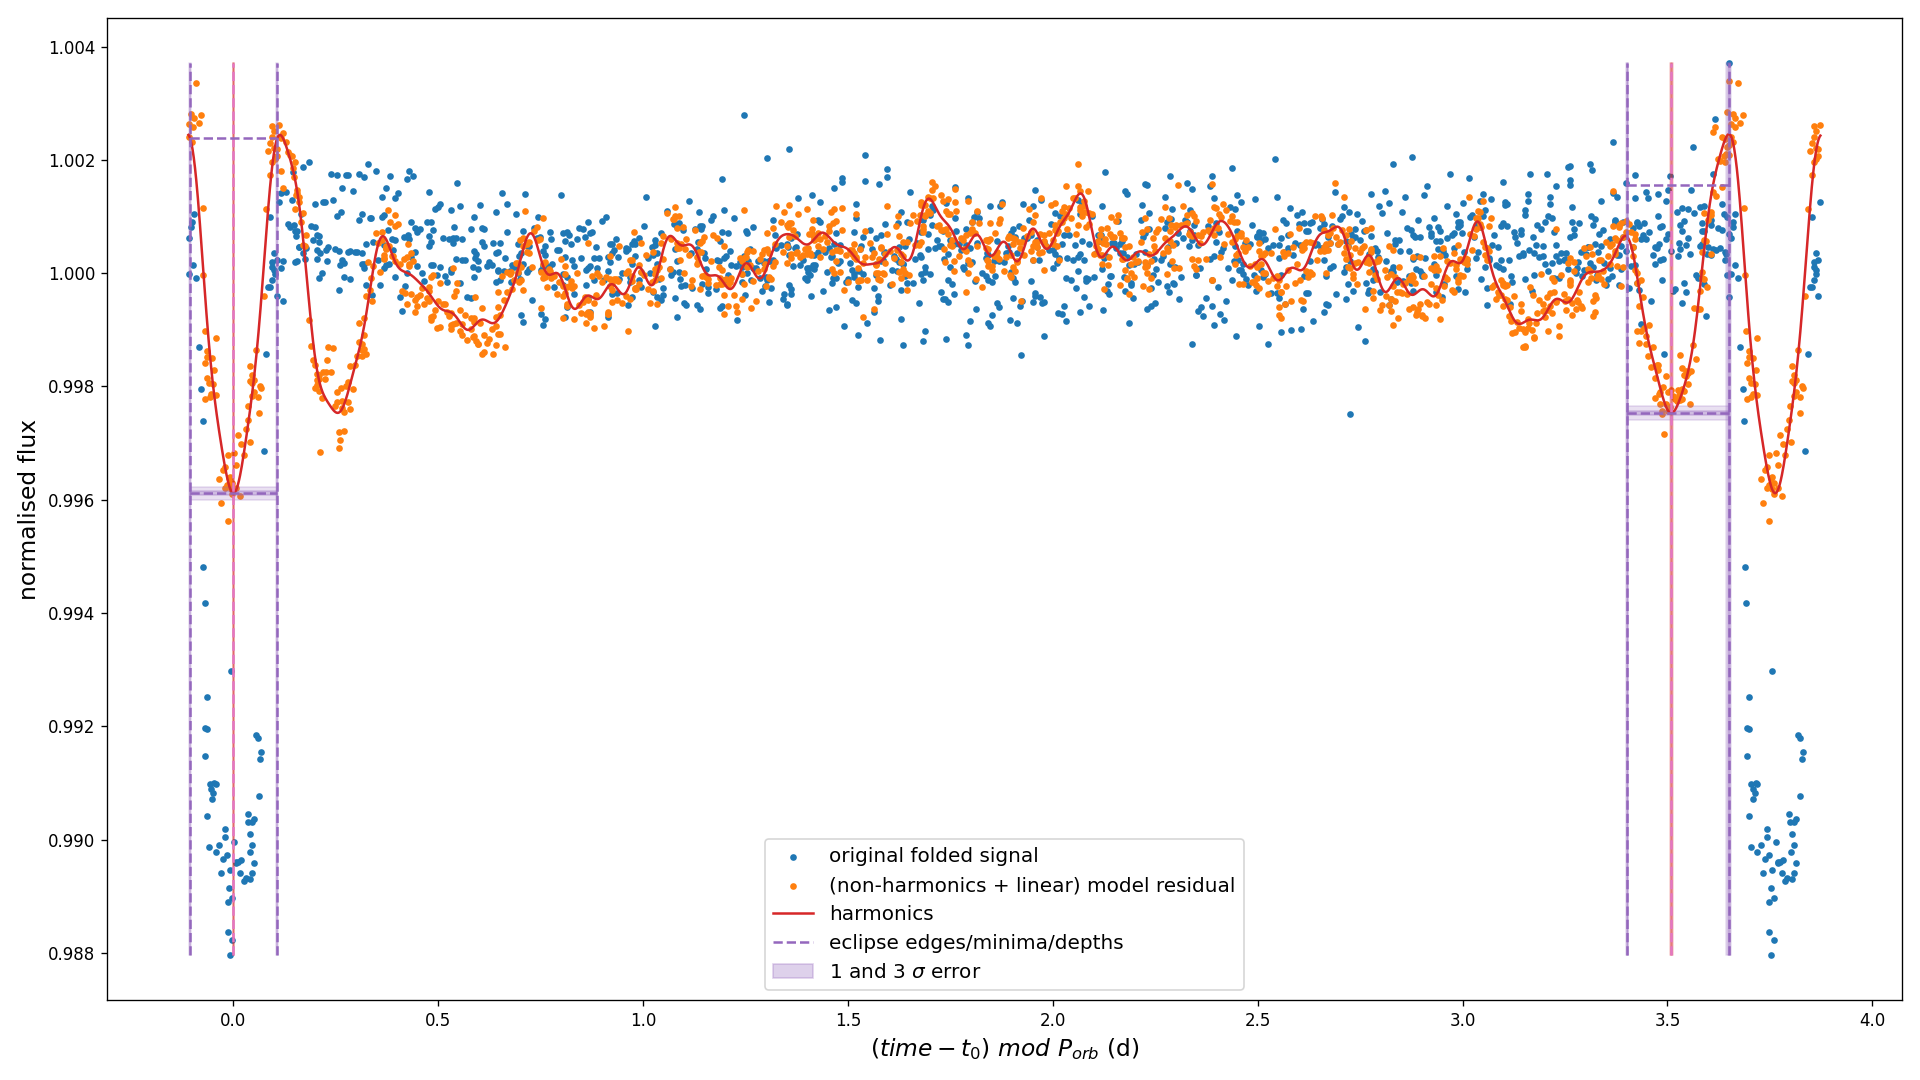 normalised flux
1.004
1.002
1.000
0.998
0.996
0.994
0.992
0.990
0.988
original folded signal
(non-harmonics + linear) model residual
harmonics
eclipse edges/minima/depths
1 and 3 σ error
0.0 0.5 1.0 1.5 2.0 2.5 3.0 3.5 4.0
(time − t₀) mod Pₒᵣb (d)